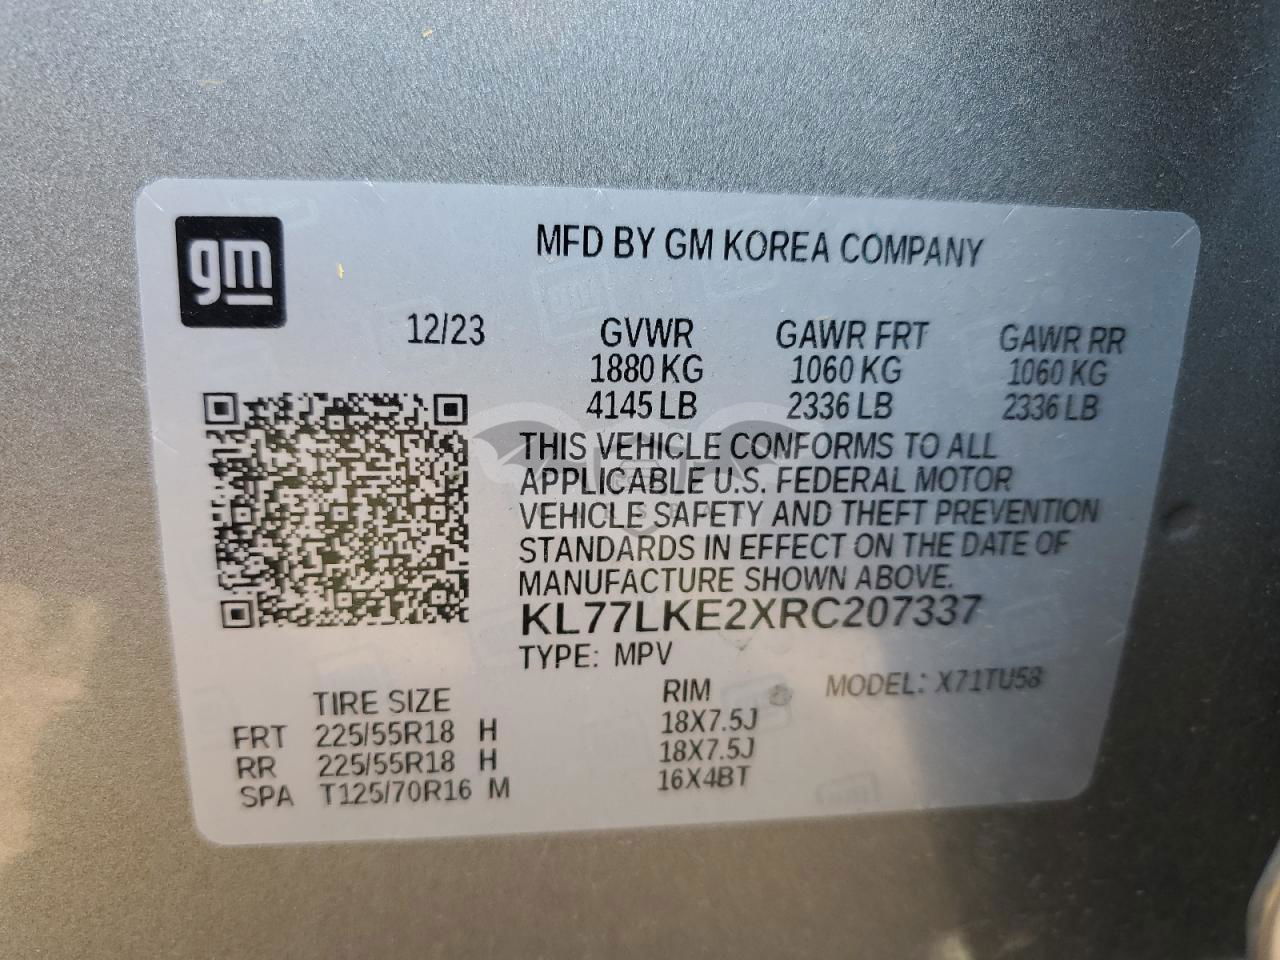 gm
MFD BY GM KOREA COMPANY
12/23 GVWR GAWR FRT GAWR RR
1880 KG 1060 KG 1060 KG
4145 LB 2336 LB 2336 LB
THIS VEHICLE CONFORMS TO ALL
APPLICABLE U.S. FEDERAL MOTOR
VEHICLE SAFETY AND THEFT PREVENTION
STANDARDS IN EFFECT ON THE DATE OF
MANUFACTURE SHOWN ABOVE.
KL77LKE2XRC207337
TYPE: MPV
MODEL: X71TU58
TIRE SIZE RIM
FRT 225/55R18 H 18X7.5J
RR 225/55R18 H 18X7.5J
SPA T125/70R16 M 16X4BT